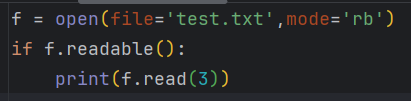 f = open(file='test.txt',mode='rb')
if f.readable():
    print(f.read(3))